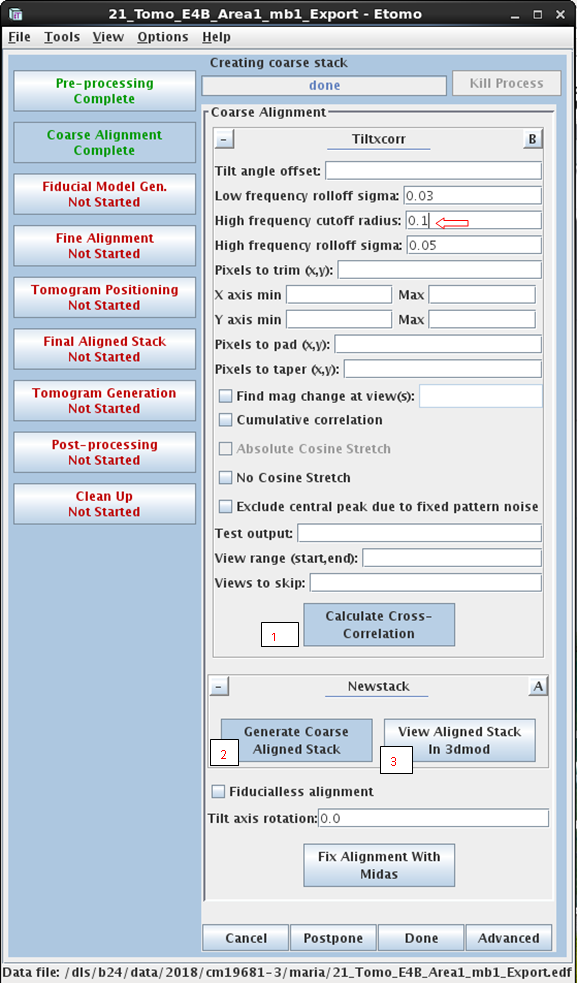 21_Tomo_E4B_Area1_mb1_Export - Etomo
File Tools View Options Help
Pre-processing
Complete
Coarse Alignment
Complete
Fiducial Model Gen.
Not Started
Fine Alignment
Not Started
Tomogram Positioning
Not Started
Final Aligned Stack
Not Started
Tomogram Generation
Not Started
Post-processing
Not Started
Clean Up
Not Started
Creating coarse stack
done
Kill Process
Coarse Alignment
- Tiltxcorr B
Tilt angle offset:
Low frequency rolloff sigma: 0.03
High frequency cutoff radius: 0.1
High frequency rolloff sigma: 0.05
Pixels to trim (x,y):
X axis min Max
Y axis min Max
Pixels to pad (x,y):
Pixels to taper (x,y):
Find mag change at view(s):
Cumulative correlation
Absolute Cosine Stretch
No Cosine Stretch
Exclude central peak due to fixed pattern noise
Test output:
View range (start,end):
Views to skip:
1
Calculate Cross-
Correlation
- Newstack A
2
Generate Coarse
Aligned Stack
3
View Aligned Stack
In 3dmod
Fiducialless alignment
Tilt axis rotation: 0.0
Fix Alignment With
Midas
Cancel Postpone Done Advanced
Data file: /dls/b24/data/2018/cm19681-3/maria/21_Tomo_E4B_Area1_mb1_Export.edf